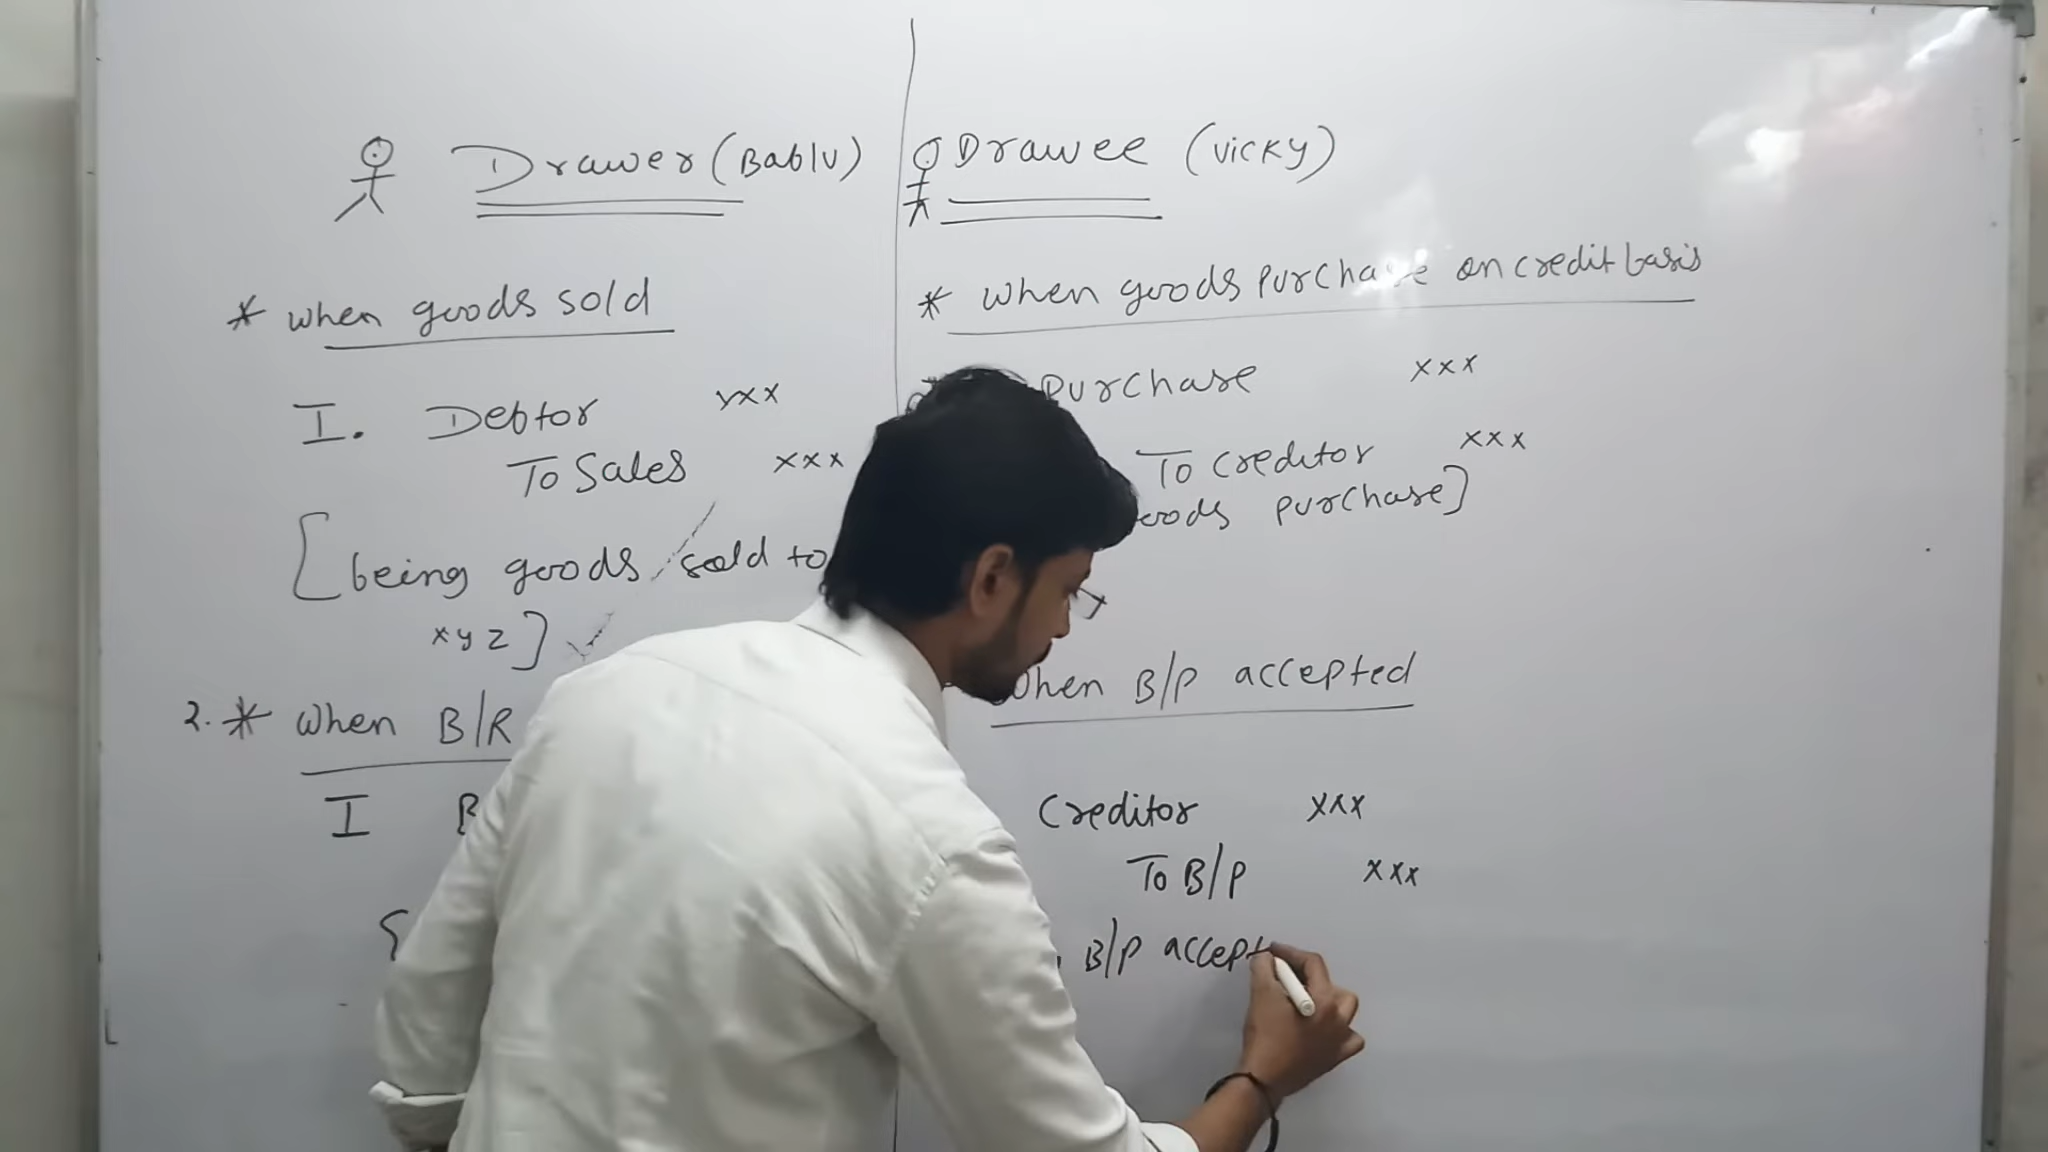 Drawer (Bablu)
* when goods sold
I. Debtor xxx
To Sales xxx
[being goods sold to
xyz]
2. * when B/R
I
Drawee (vicky)
* when goods purchase on credit basis
Purchase xxx
To creditor xxx
goods purchase]
when B/P accepted
Creditor xxx
To B/P xxx
B/P accept